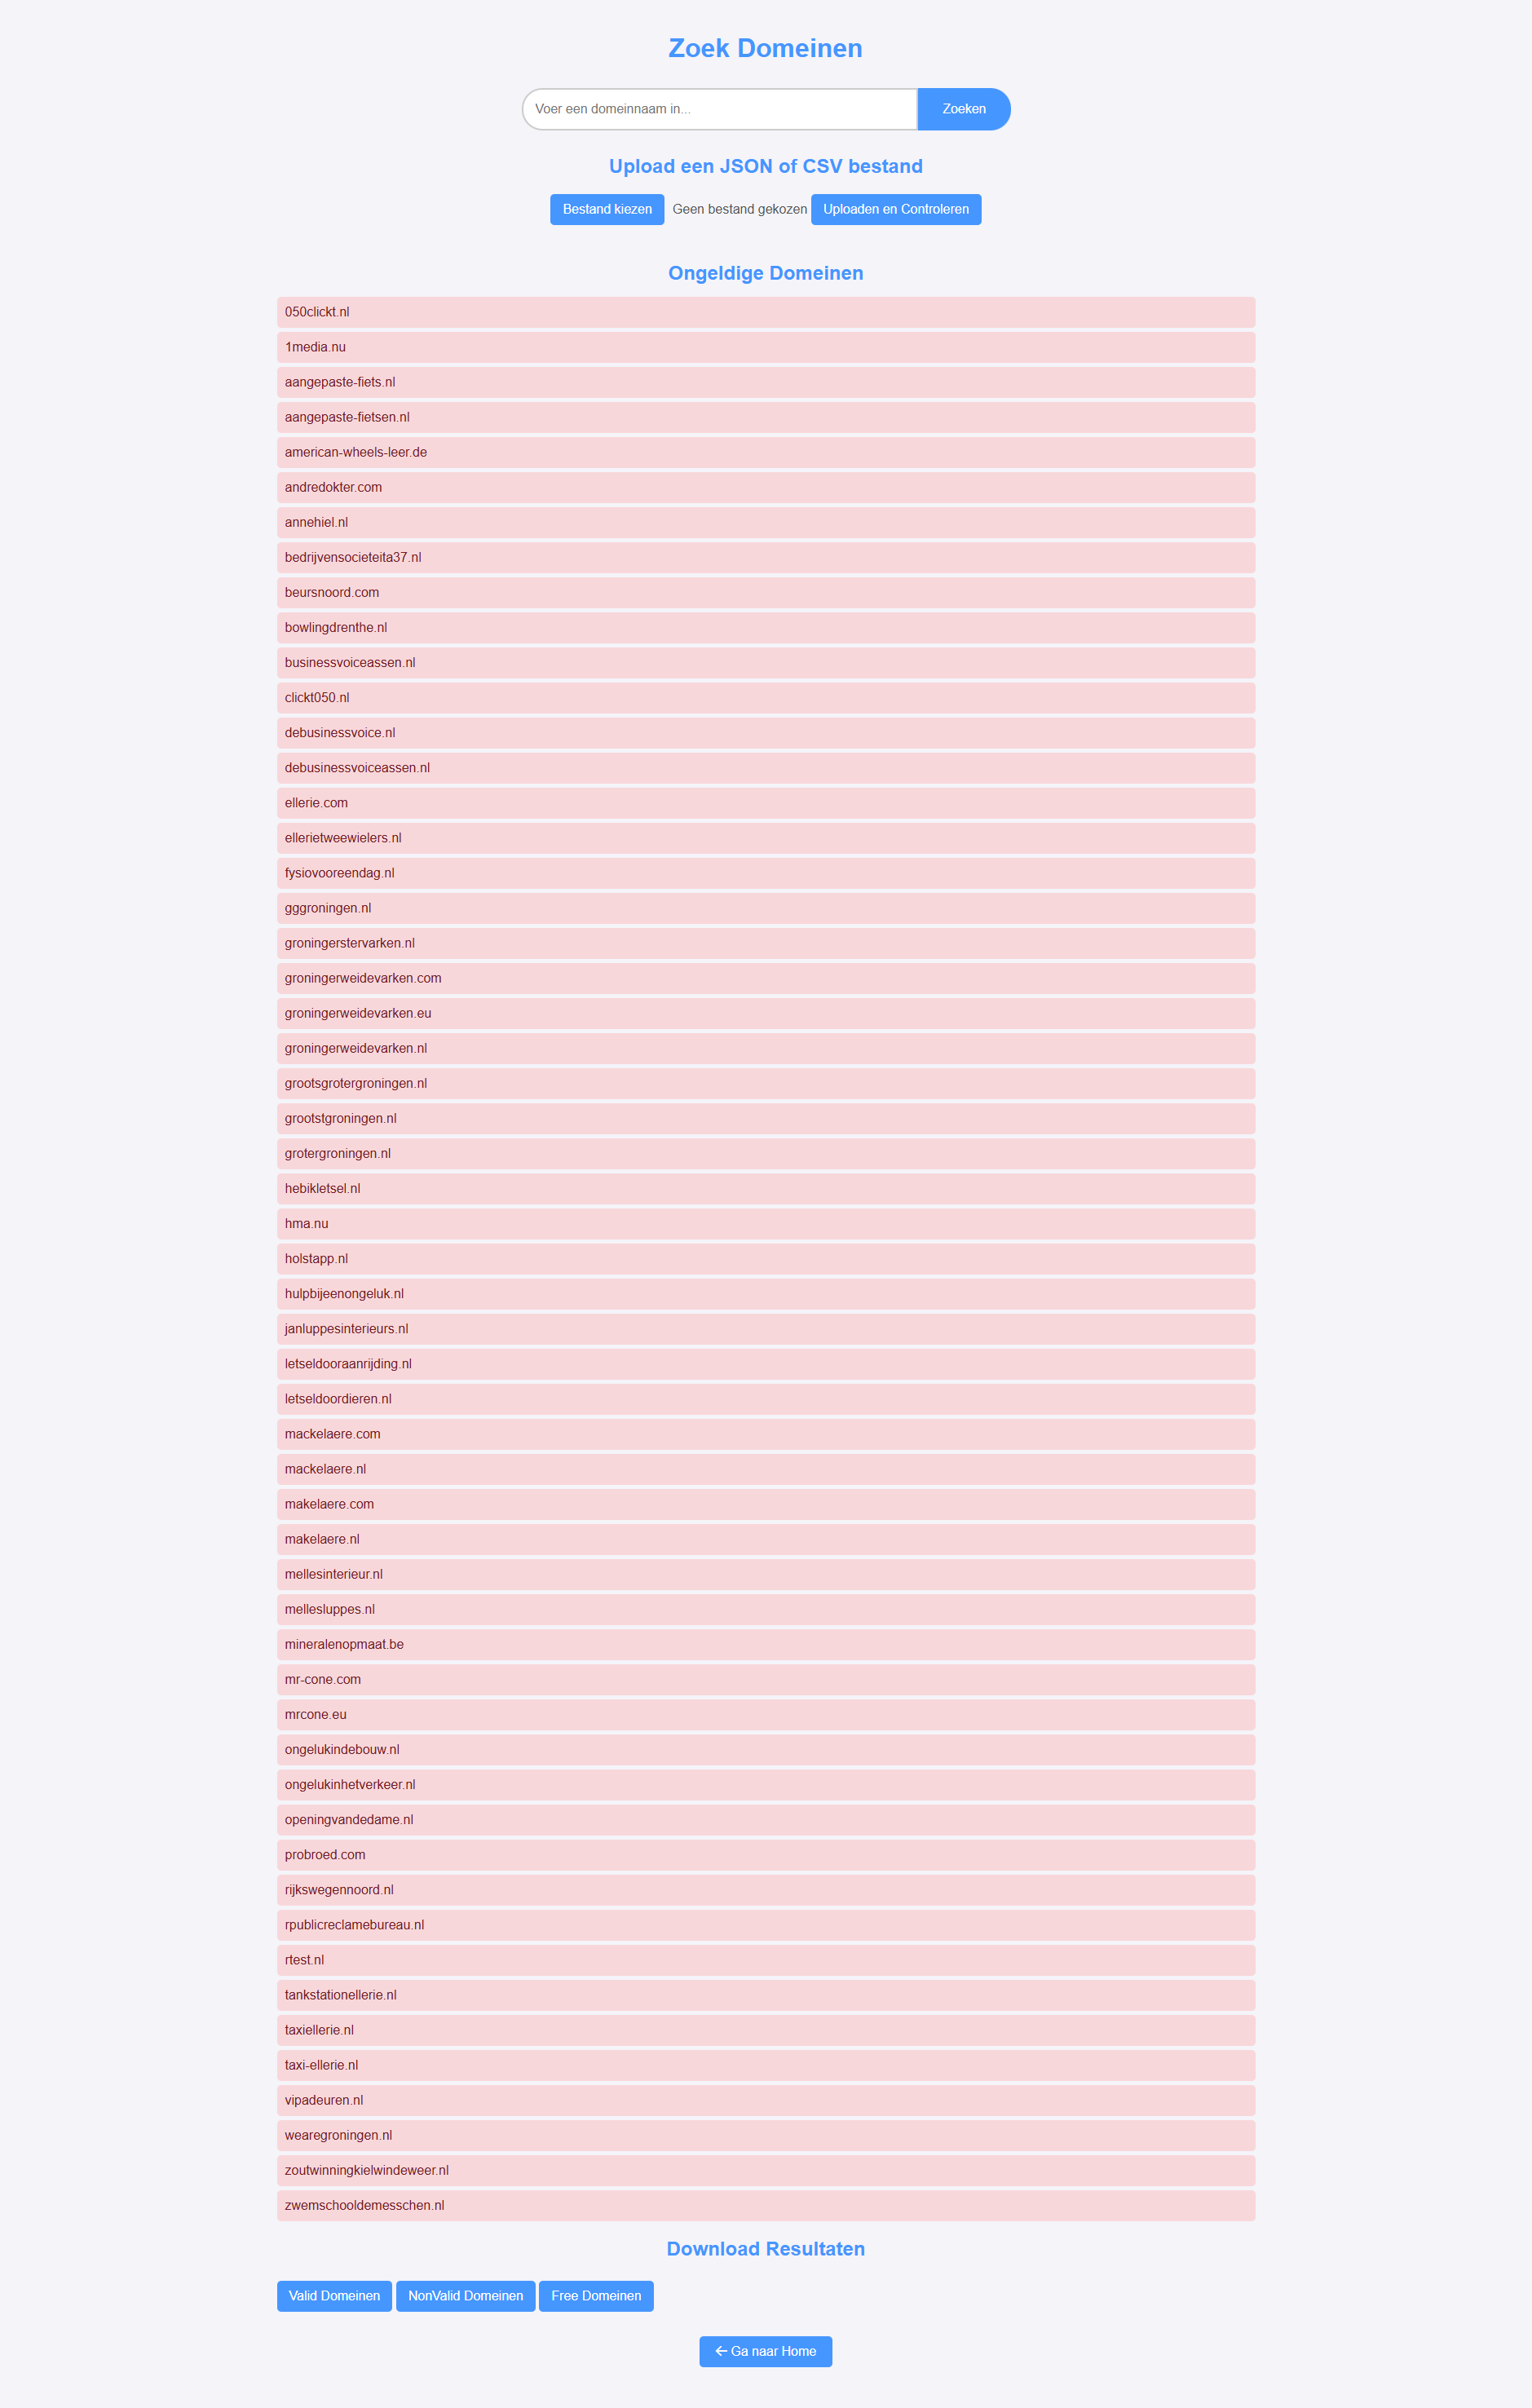 Zoek Domeinen
Voer een domeinnaam in...
Zoeken
Upload een JSON of CSV bestand
Bestand kiezen Geen bestand gekozen Uploaden en Controleren
Ongeldige Domeinen
050clickt.nl
1media.nu
aangepaste-fiets.nl
aangepaste-fietsen.nl
american-wheels-leer.de
andredokter.com
annehiel.nl
bedrijvensocieteita37.nl
beursnoord.com
bowlingdrenthe.nl
businessvoiceassen.nl
clickt050.nl
debusinessvoice.nl
debusinessvoiceassen.nl
ellerie.com
ellerietweewielers.nl
fysiovooreendag.nl
gggroningen.nl
groningerstervarken.nl
groningerweidevarken.com
groningerweidevarken.eu
groningerweidevarken.nl
grootsgrotergroningen.nl
grootstgroningen.nl
grotergroningen.nl
hebikletsel.nl
hma.nu
holstapp.nl
hulpbijeenongeluk.nl
janluppesinterieurs.nl
letseldooraanrijding.nl
letseldoordieren.nl
mackelaere.com
mackelaere.nl
makelaere.com
makelaere.nl
mellesinterieur.nl
mellesluppes.nl
mineralenopmaat.be
mr-cone.com
mrcone.eu
ongelukindebouw.nl
ongelukinhetverkeer.nl
openingvandedame.nl
probroed.com
rijkswegennoord.nl
rpublicreclamebureau.nl
rtest.nl
tankstationellerie.nl
taxiellerie.nl
taxi-ellerie.nl
vipadeuren.nl
wearegroningen.nl
zoutwinningkielwindeweer.nl
zwemschooldemesschen.nl
Download Resultaten
Valid Domeinen NonValid Domeinen Free Domeinen
← Ga naar Home